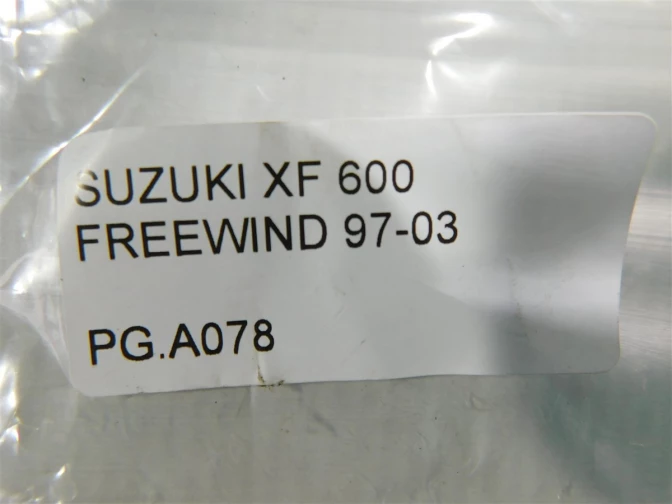 SUZUKI XF 600
FREEWIND 97-03
PG.A078